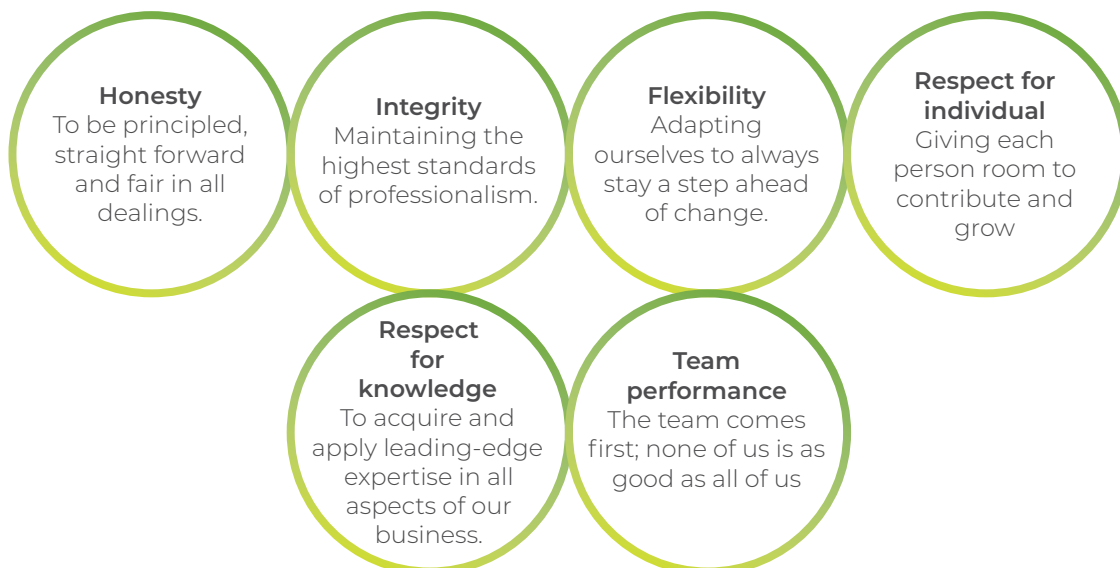 Honesty
To be principled,
straight forward
and fair in all
dealings.
Integrity
Maintaining the
highest standards
of professionalism.
Flexibility
Adapting
ourselves to always
stay a step ahead
of change.
Respect for
individual
Giving each
person room to
contribute and
grow
Respect
for
knowledge
To acquire and
apply leading-edge
expertise in all
aspects of our
business.
Team
performance
The team comes
first; none of us is as
good as all of us